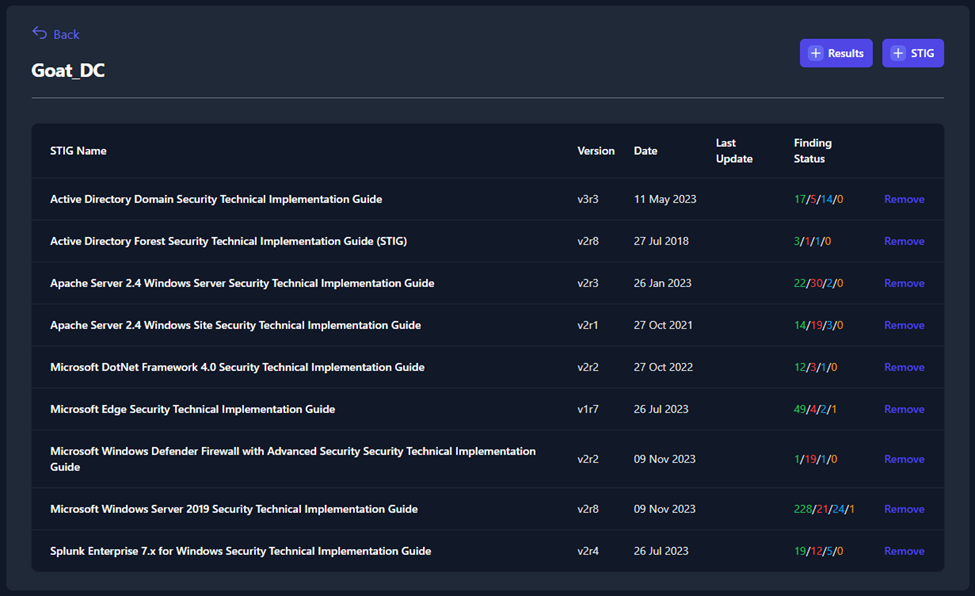 Back
Goat_DC
+ Results
+ STIG
STIG Name Version Date Last Update Finding Status
Active Directory Domain Security Technical Implementation Guide v3r3 11 May 2023 17/5/14/0 Remove
Active Directory Forest Security Technical Implementation Guide (STIG) v2r8 27 Jul 2018 3/1/1/0 Remove
Apache Server 2.4 Windows Server Security Technical Implementation Guide v2r3 26 Jan 2023 22/30/2/0 Remove
Apache Server 2.4 Windows Site Security Technical Implementation Guide v2r1 27 Oct 2021 14/19/3/0 Remove
Microsoft DotNet Framework 4.0 Security Technical Implementation Guide v2r2 27 Oct 2022 12/3/1/0 Remove
Microsoft Edge Security Technical Implementation Guide v1r7 26 Jul 2023 49/4/2/1 Remove
Microsoft Windows Defender Firewall with Advanced Security Security Technical Implementation
Guide v2r2 09 Nov 2023 1/19/1/0 Remove
Microsoft Windows Server 2019 Security Technical Implementation Guide v2r8 09 Nov 2023 228/21/24/1 Remove
Splunk Enterprise 7.x for Windows Security Technical Implementation Guide v2r4 26 Jul 2023 19/12/5/0 Remove